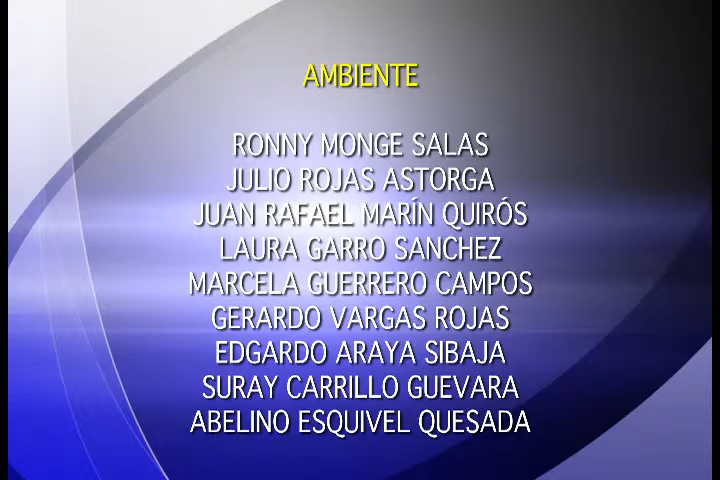 AMBIENTE
RONNY MONGE SALAS
JULIO ROJAS ASTORGA
JUAN RAFAEL MARÍN QUIRÓS
LAURA GARRO SANCHEZ
MARCELA GUERRERO CAMPOS
GERARDO VARGAS ROJAS
EDGARDO ARAYA SIBAJA
SURAY CARRILLO GUEVARA
ABELINO ESQUIVEL QUESADA